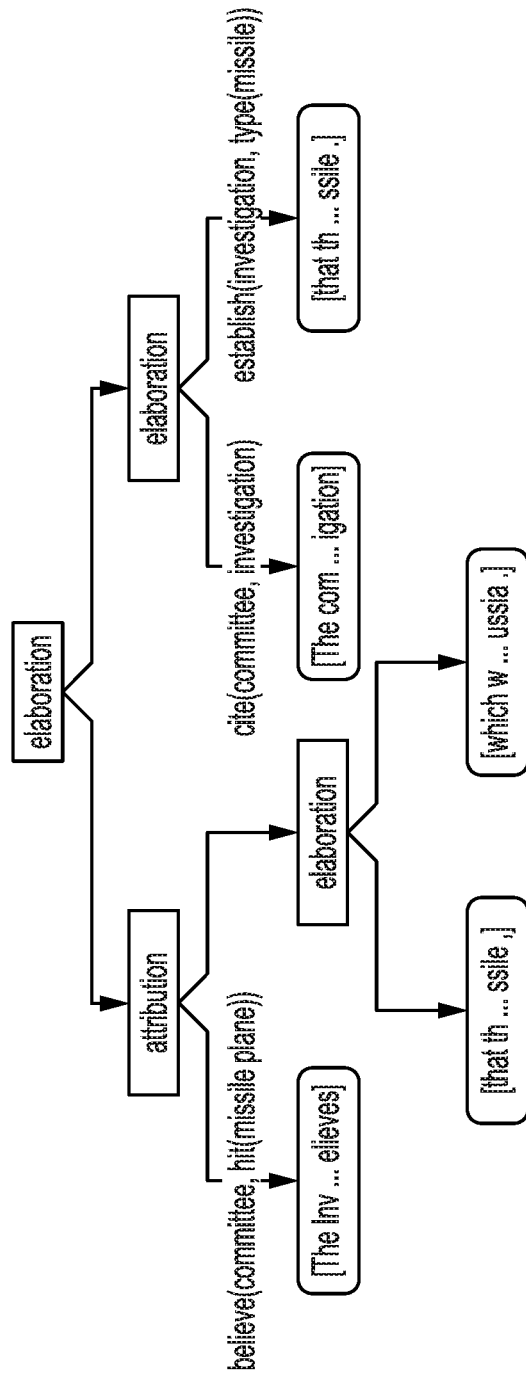 elaboration
attribution
elaboration
believe(committee, hit(missile plane))
cite(committee, investigation)
establish(investigation, type(missile))
[The Inv ... elieves]
elaboration
[The com ... igation]
[that th ... ssile .]
[that th ... ssile ,]
[which w ... ussia .]